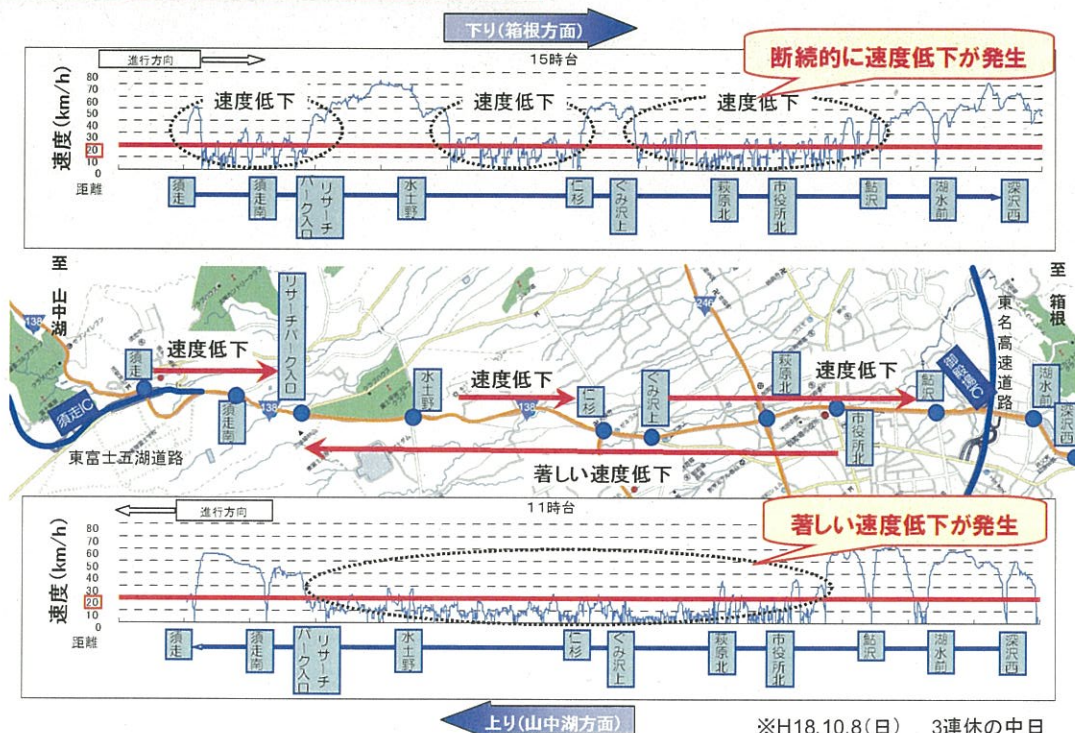 下り(箱根方面)
進行方向
15時台
断続的に速度低下が発生
速度(km/h)
80
70
60
50
40
30
20
10
0
速度低下
速度低下
速度低下
距離
須走
須走南
リサーチパーク入口
水土野
仁杉
ぐみ沢上
萩原北
市役所北
鮎沢
湖水前
深沢西
至 山中湖
138
須走IC
須走
東富士五湖道路
速度低下
須走南
リサーチパーク入口
138
水土野
速度低下
138
仁杉
ぐみ沢上
246
萩原北
速度低下
市役所北
鮎沢
御殿場IC
東名高速道路
至 箱根
湖水前
深沢西
著しい速度低下
進行方向
11時台
著しい速度低下が発生
速度(km/h)
80
70
60
50
40
30
20
10
0
距離
須走
須走南
リサーチパーク入口
水土野
仁杉
ぐみ沢上
萩原北
市役所北
鮎沢
湖水前
深沢西
上り(山中湖方面)
※H18.10.8(日) 3連休の中日